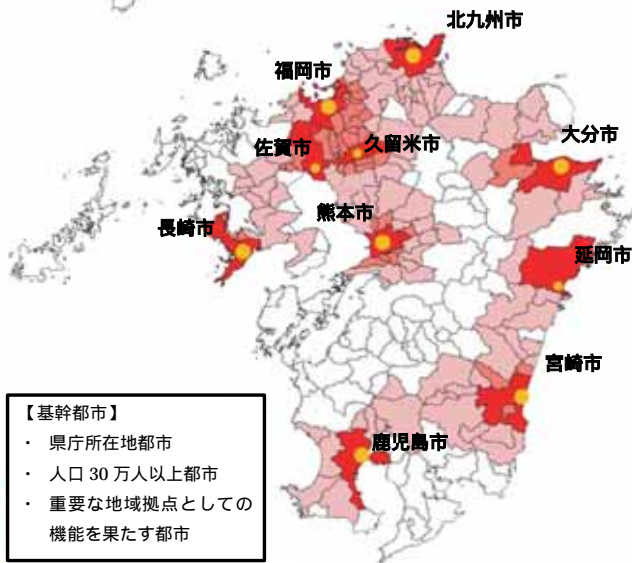 北九州市
福岡市
大分市
佐賀市
久留米市
熊本市
長崎市
延岡市
宮崎市
鹿児島市
【基幹都市】
・ 県庁所在地都市
・ 人口 30 万人以上都市
・ 重要な地域拠点としての
機能を果たす都市